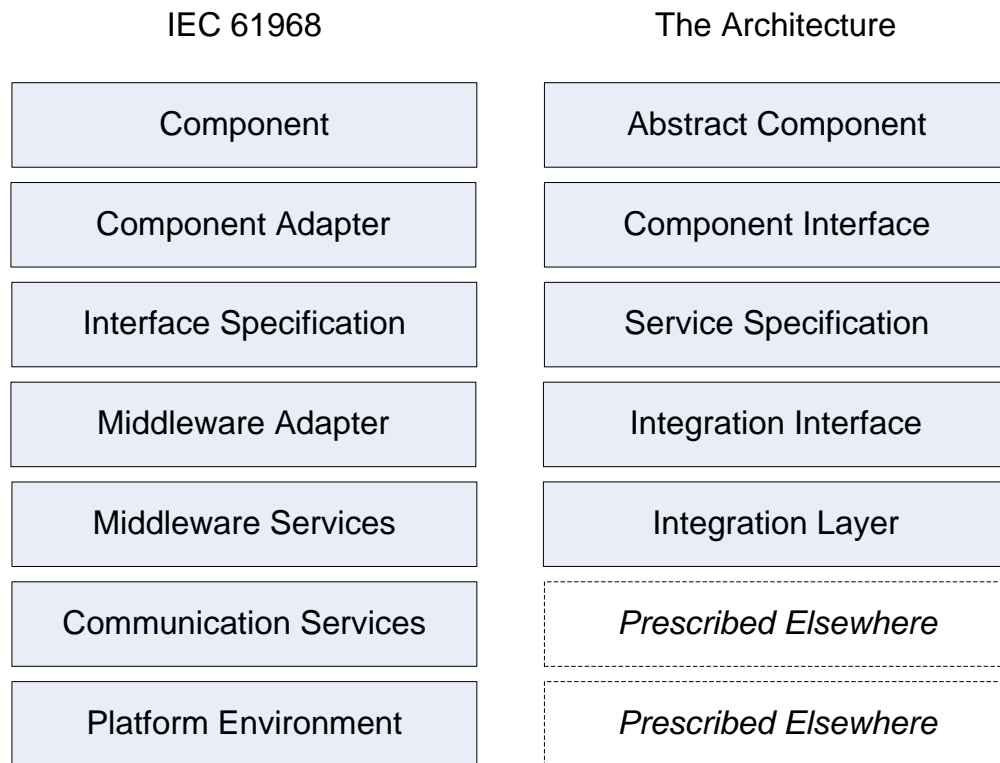 IEC 61968
The Architecture
Component
Abstract Component
Component Adapter
Component Interface
Interface Specification
Service Specification
Middleware Adapter
Integration Interface
Middleware Services
Integration Layer
Communication Services
Prescribed Elsewhere
Platform Environment
Prescribed Elsewhere